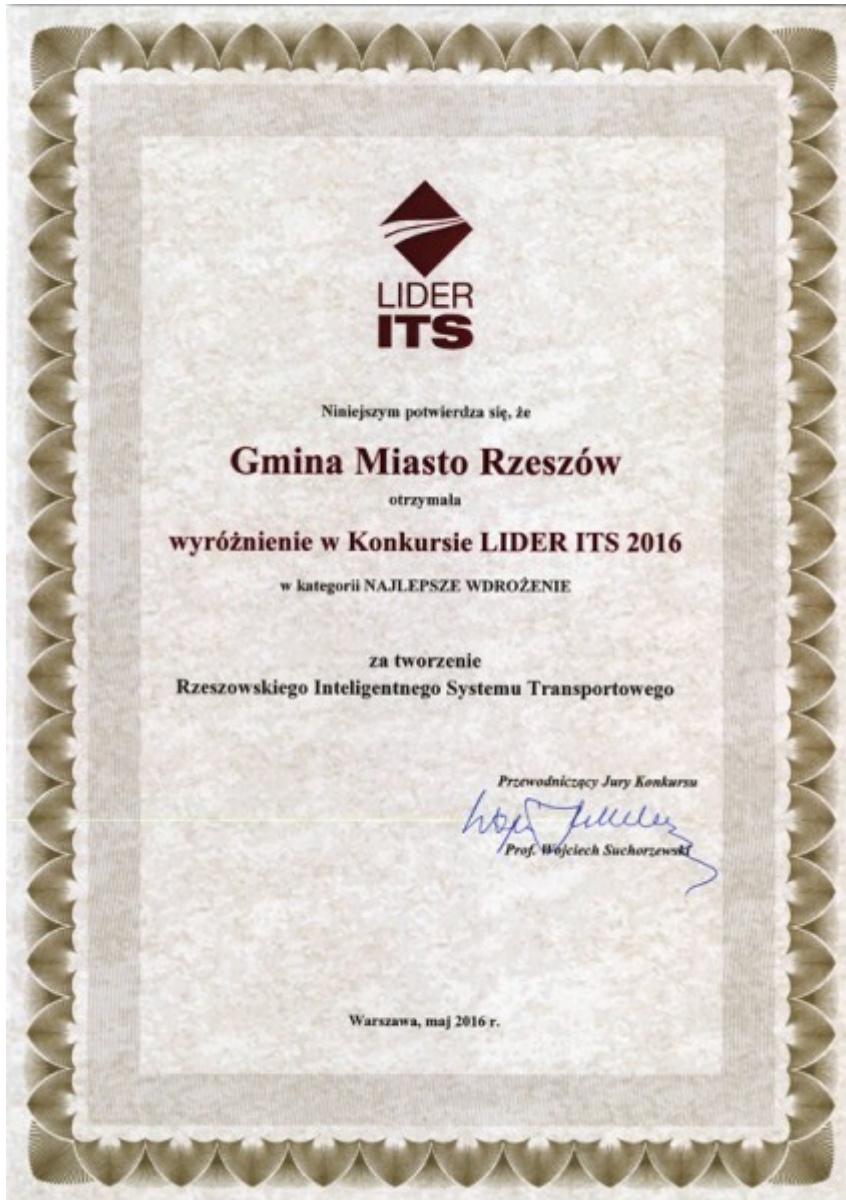 LIDER
ITS
Niniejszym potwierdza się, że
Gmina Miasto Rzeszów
otrzymała
wyróżnienie w Konkursie LIDER ITS 2016
w kategorii NAJLEPSZE WDROŻENIE
za tworzenie
Rzeszowskiego Inteligentnego Systemu Transportowego
Przewodniczący Jury Konkursu
Prof. Wojciech Suchorzewski
Warszawa, maj 2016 r.